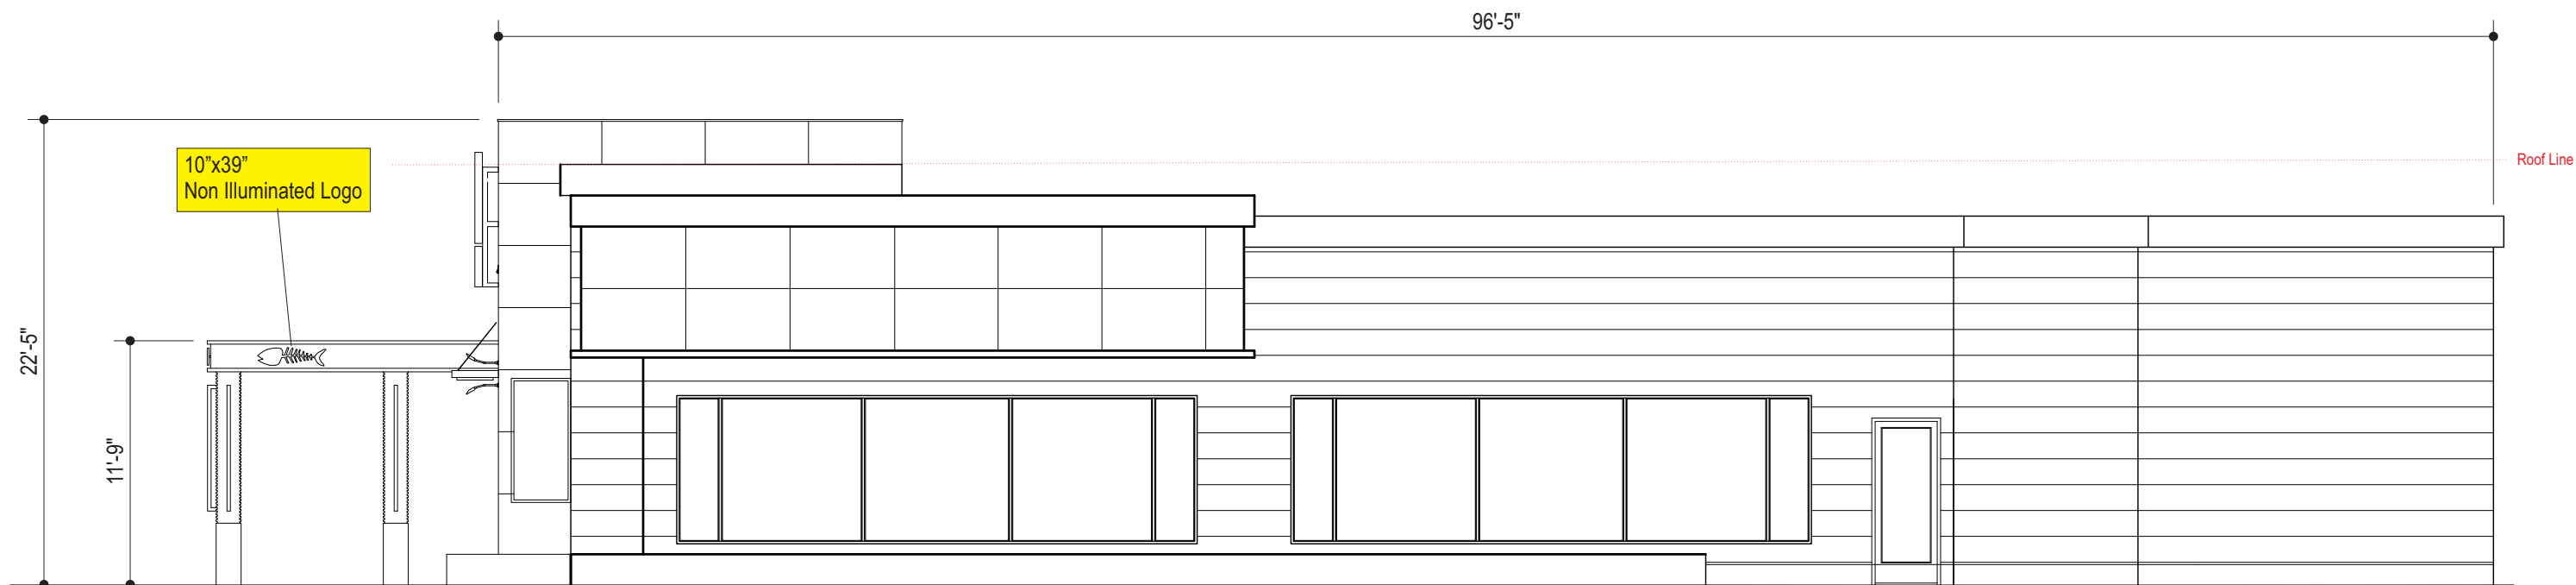 96'-5"
10”x39”
Non Illuminated Logo
Roof Line
22'-5"
11'-9"